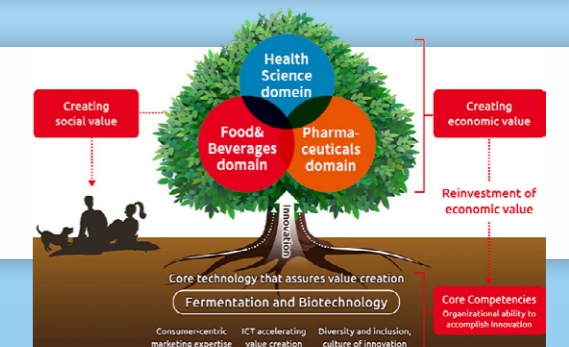 Health
Science
domein
Creating
social value
Food&
Beverages
domain
Pharma-
ceuticals
domain
Creating
economic value
Reinvestment of
economic value
Innovation
Core technology that assures value creation
Fermentation and Biotechnology
Core Competencies
Organizational ability to
accomplish innovation
Consumer-centric
marketing expertise
ICT accelerating
value creation
Diversity and inclusion,
culture of innovation